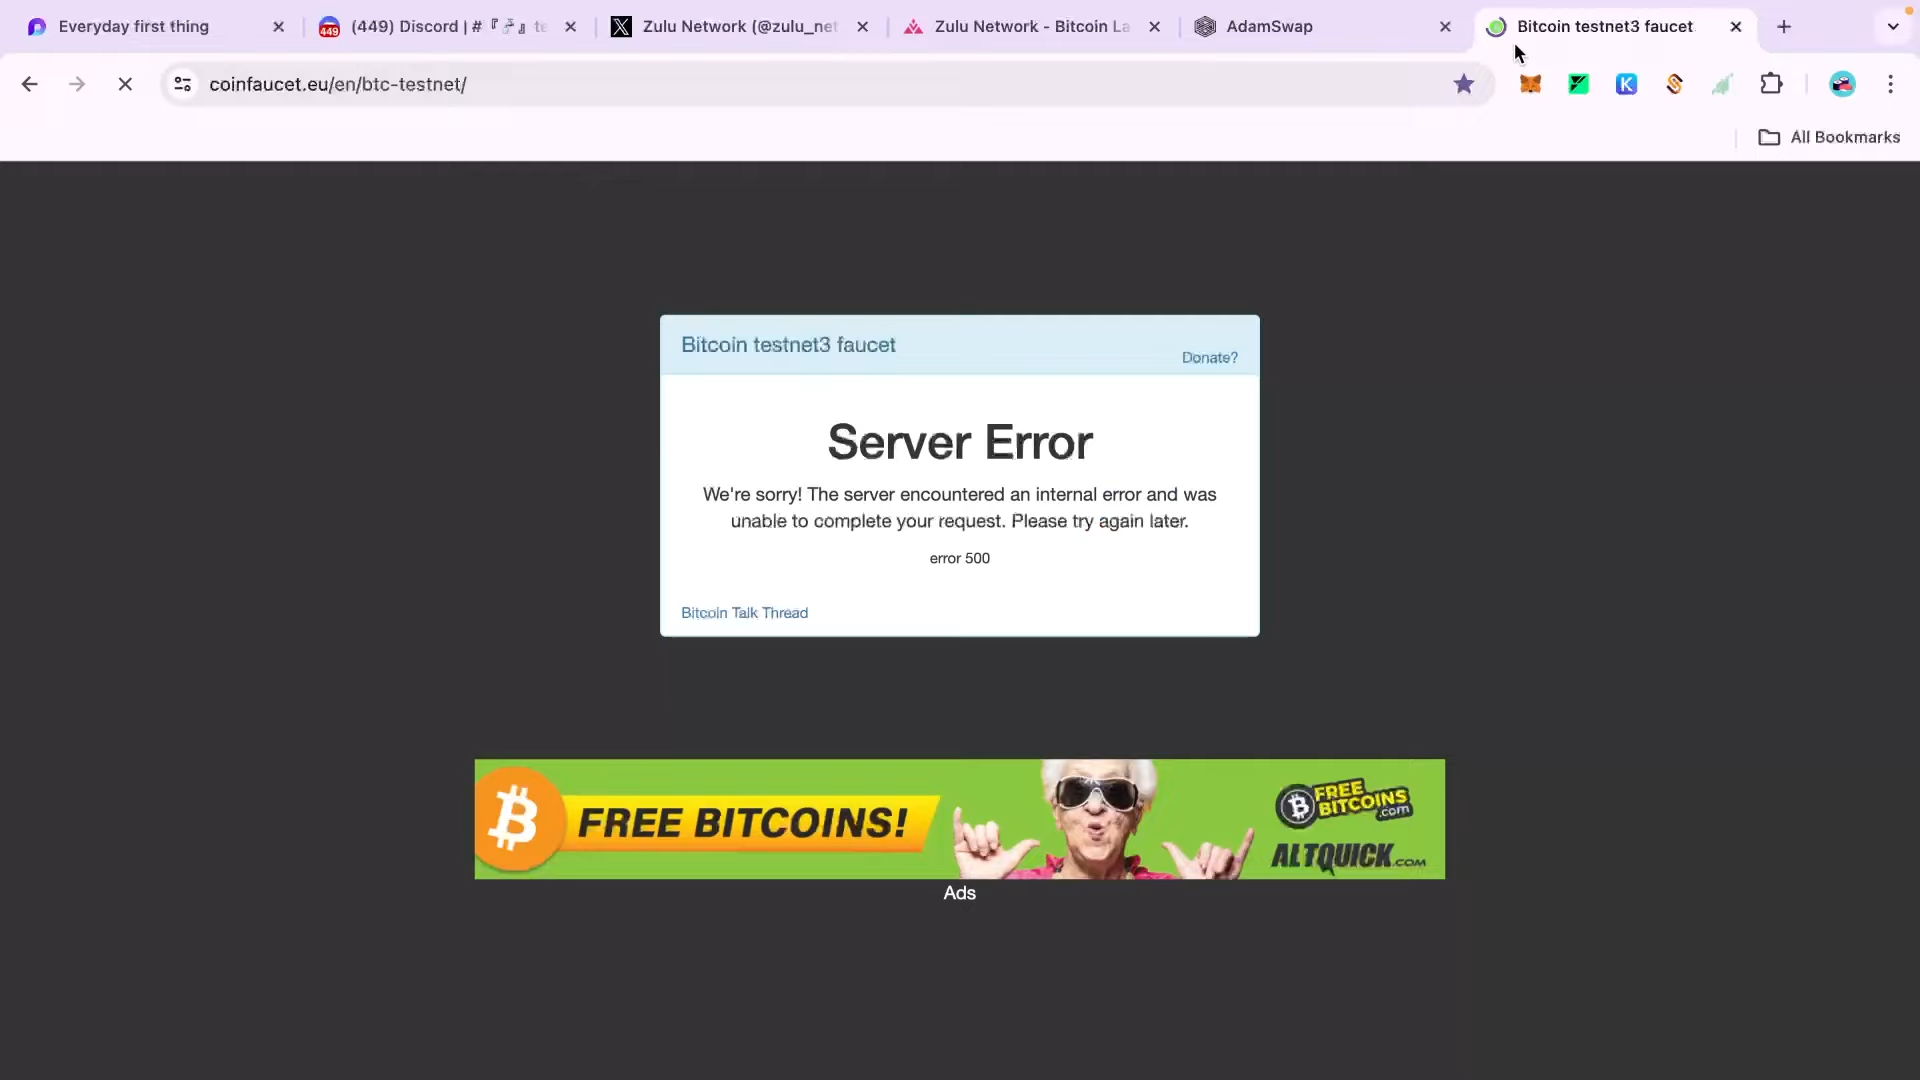 Everyday first thing
449
(449) Discord | #『
te
Zulu Network (@zulu_net
Zulu Network - Bitcoin La
AdamSwap
Bitcoin testnet3 faucet
coinfaucet.eu/en/btc-testnet/
K
All Bookmarks
Bitcoin testnet3 faucet
Donate?
Server Error
We're sorry! The server encountered an internal error and was
unable to complete your request. Please try again later.
error 500
Bitcoin Talk Thread
FREE BITCOINS!
FREE
BITCOINS
.com
ALTQUICK.COM
Ads